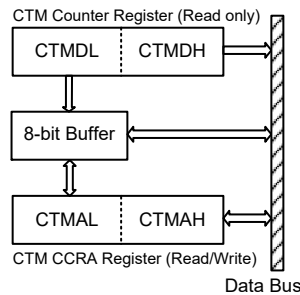 CTM Counter Register (Read only)
CTMDL CTMDH
8-bit Buffer
CTMAL CTMAH
CTM CCRA Register (Read/Write)
Data Bus